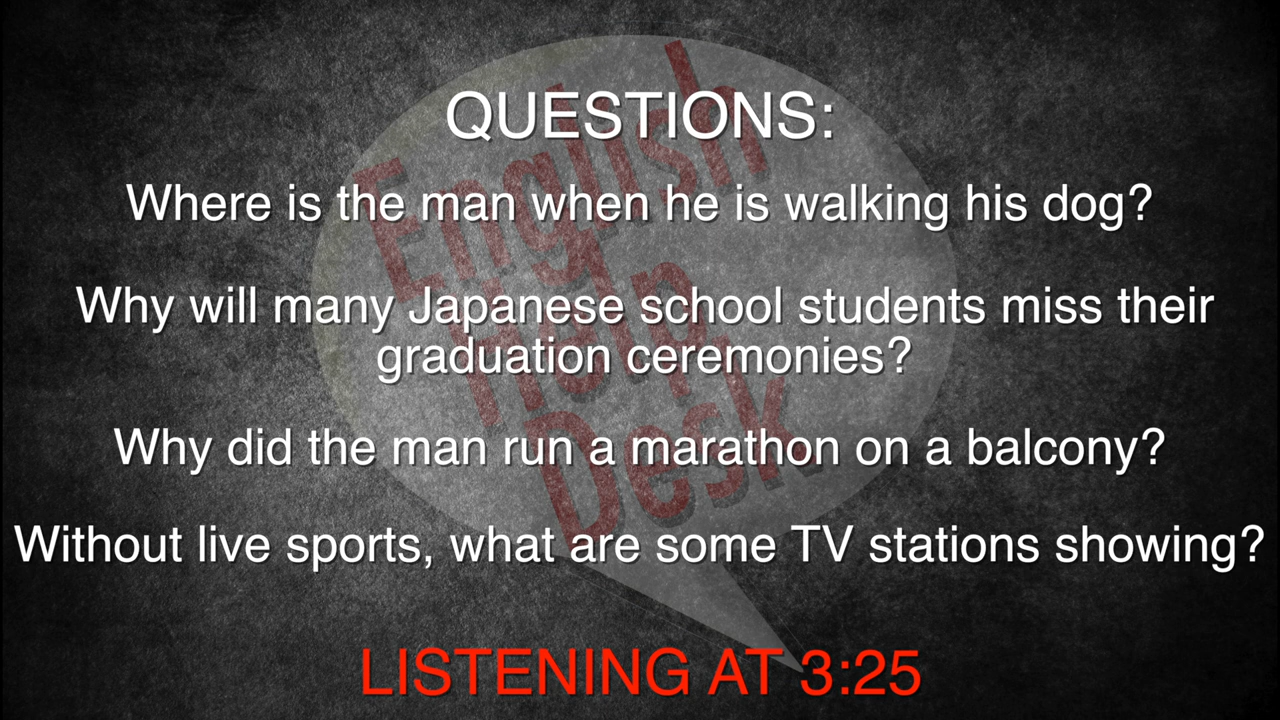 QUESTIONS:
Where is the man when he is walking his dog?
Why will many Japanese school students miss their
graduation ceremonies?
Why did the man run a marathon on a balcony?
Without live sports, what are some TV stations showing?
LISTENING AT 3:25
English
Help
Desk